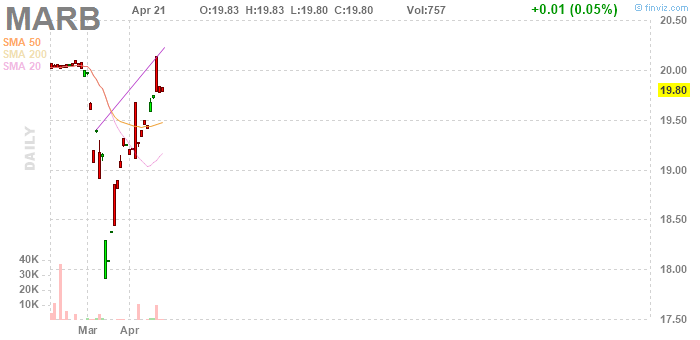 MARB Apr 21 O:19.83 H:19.83 L:19.80 C:19.80 Vol:757 +0.01 (0.05%) © finviz.com
SMA 50
SMA 200
SMA 20
DAILY
20.50
20.00
19.80
19.50
19.00
18.50
18.00
17.50
40K
30K
20K
10K
Mar Apr